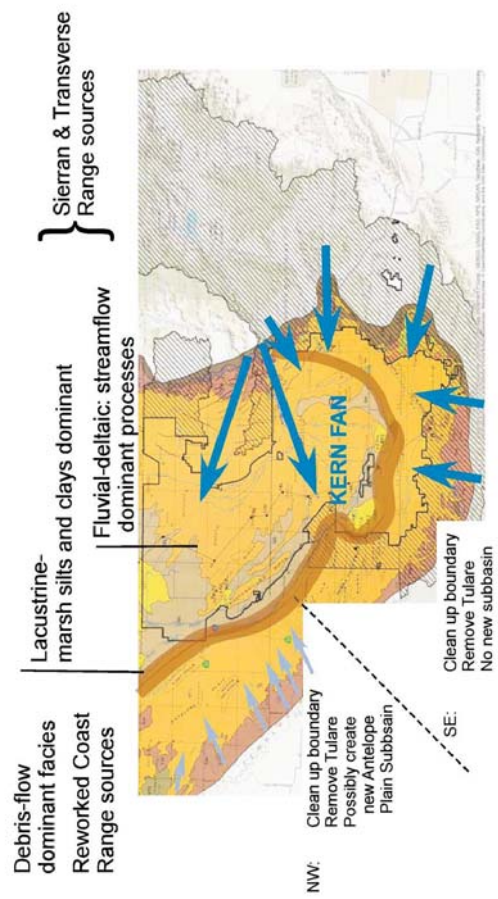 Debris-flow
dominant facies
Reworked Coast
Range sources
Lacustrine-
marsh silts and clays dominant
Fluvial-deltaic: streamflow
dominant processes
Sierran & Transverse
Range sources
KERN FAN
NW:
Clean up boundary
Remove Tulare
Possibly create
new Antelope
Plain Subbsain
SE:
Clean up boundary
Remove Tulare
No new subbasin